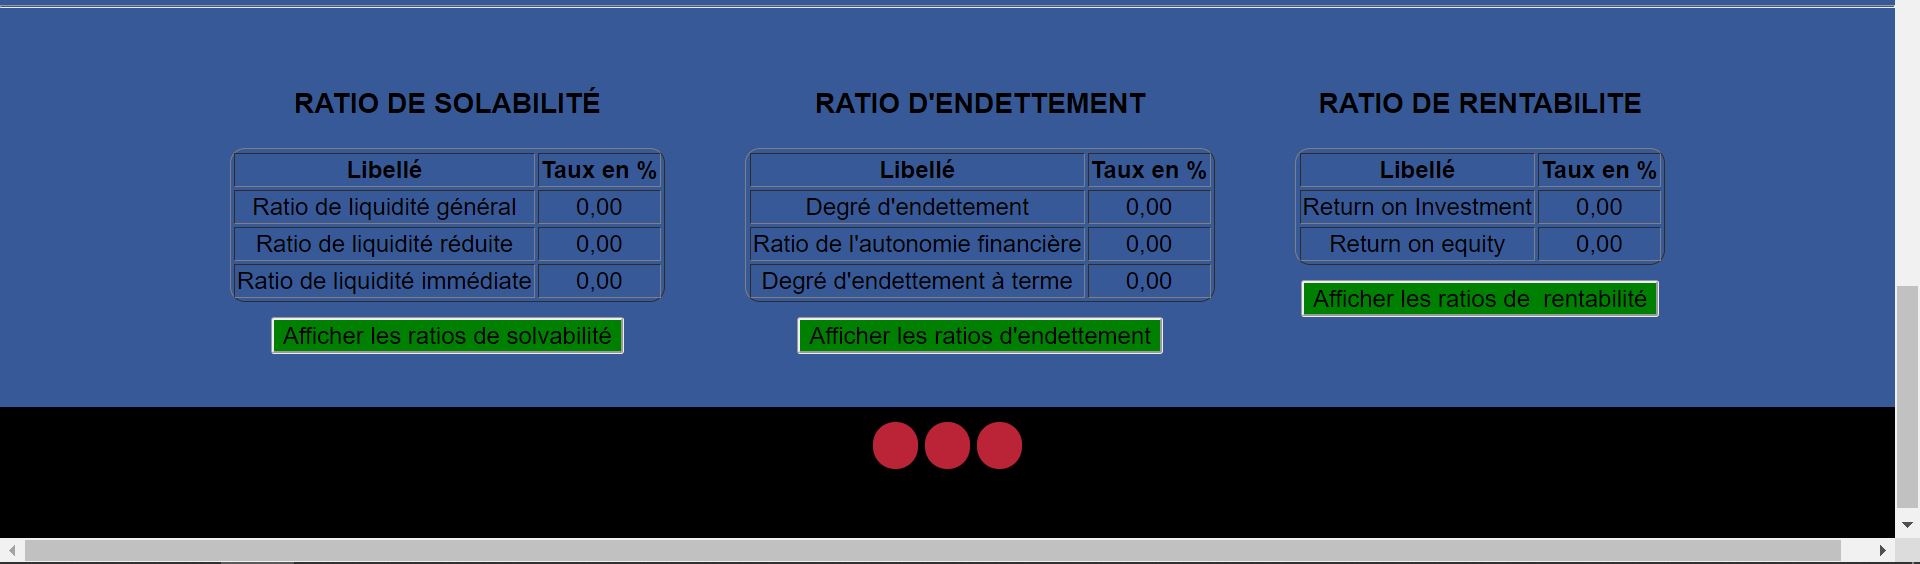 RATIO DE SOLABILITÉ
Libellé Taux en %
Ratio de liquidité général 0,00
Ratio de liquidité réduite 0,00
Ratio de liquidité immédiate 0,00
Afficher les ratios de solvabilité
RATIO D'ENDETTEMENT
Libellé Taux en %
Degré d'endettement 0,00
Ratio de l'autonomie financière 0,00
Degré d'endettement à terme 0,00
Afficher les ratios d'endettement
RATIO DE RENTABILITE
Libellé Taux en %
Return on Investment 0,00
Return on equity 0,00
Afficher les ratios de  rentabilité